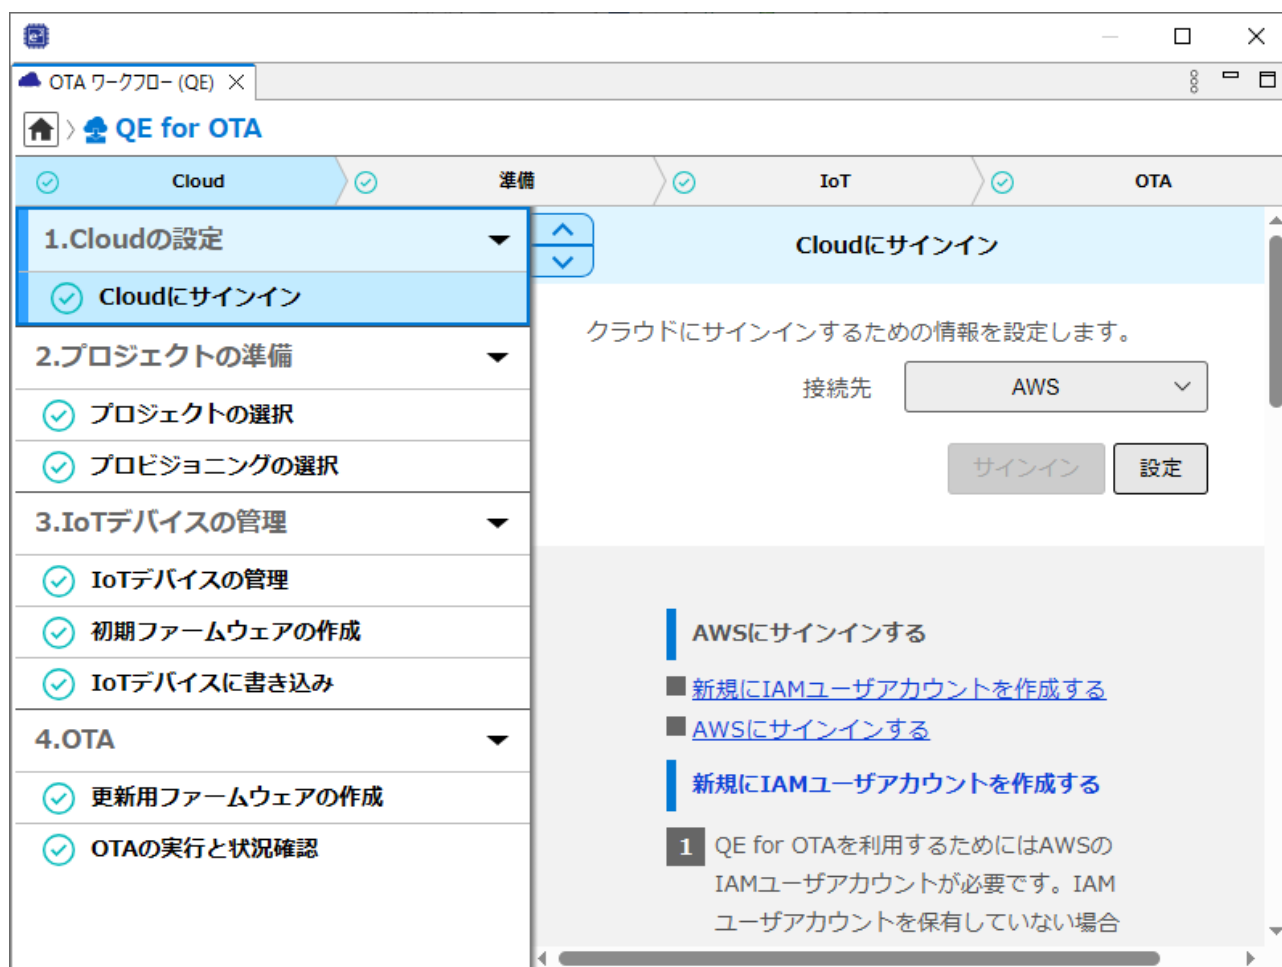 OTA ワークフロー (QE)
QE for OTA
Cloud
準備
IoT
OTA
1.Cloudの設定
Cloudにサインイン
2.プロジェクトの準備
プロジェクトの選択
プロビジョニングの選択
3.IoTデバイスの管理
IoTデバイスの管理
初期ファームウェアの作成
IoTデバイスに書き込み
4.OTA
更新用ファームウェアの作成
OTAの実行と状況確認
Cloudにサインイン
クラウドにサインインするための情報を設定します。
接続先 AWS
サインイン 設定
AWSにサインインする
新規にIAMユーザアカウントを作成する
AWSにサインインする
新規にIAMユーザアカウントを作成する
1 QE for OTAを利用するためにはAWSの
IAMユーザアカウントが必要です。IAM
ユーザアカウントを保有していない場合